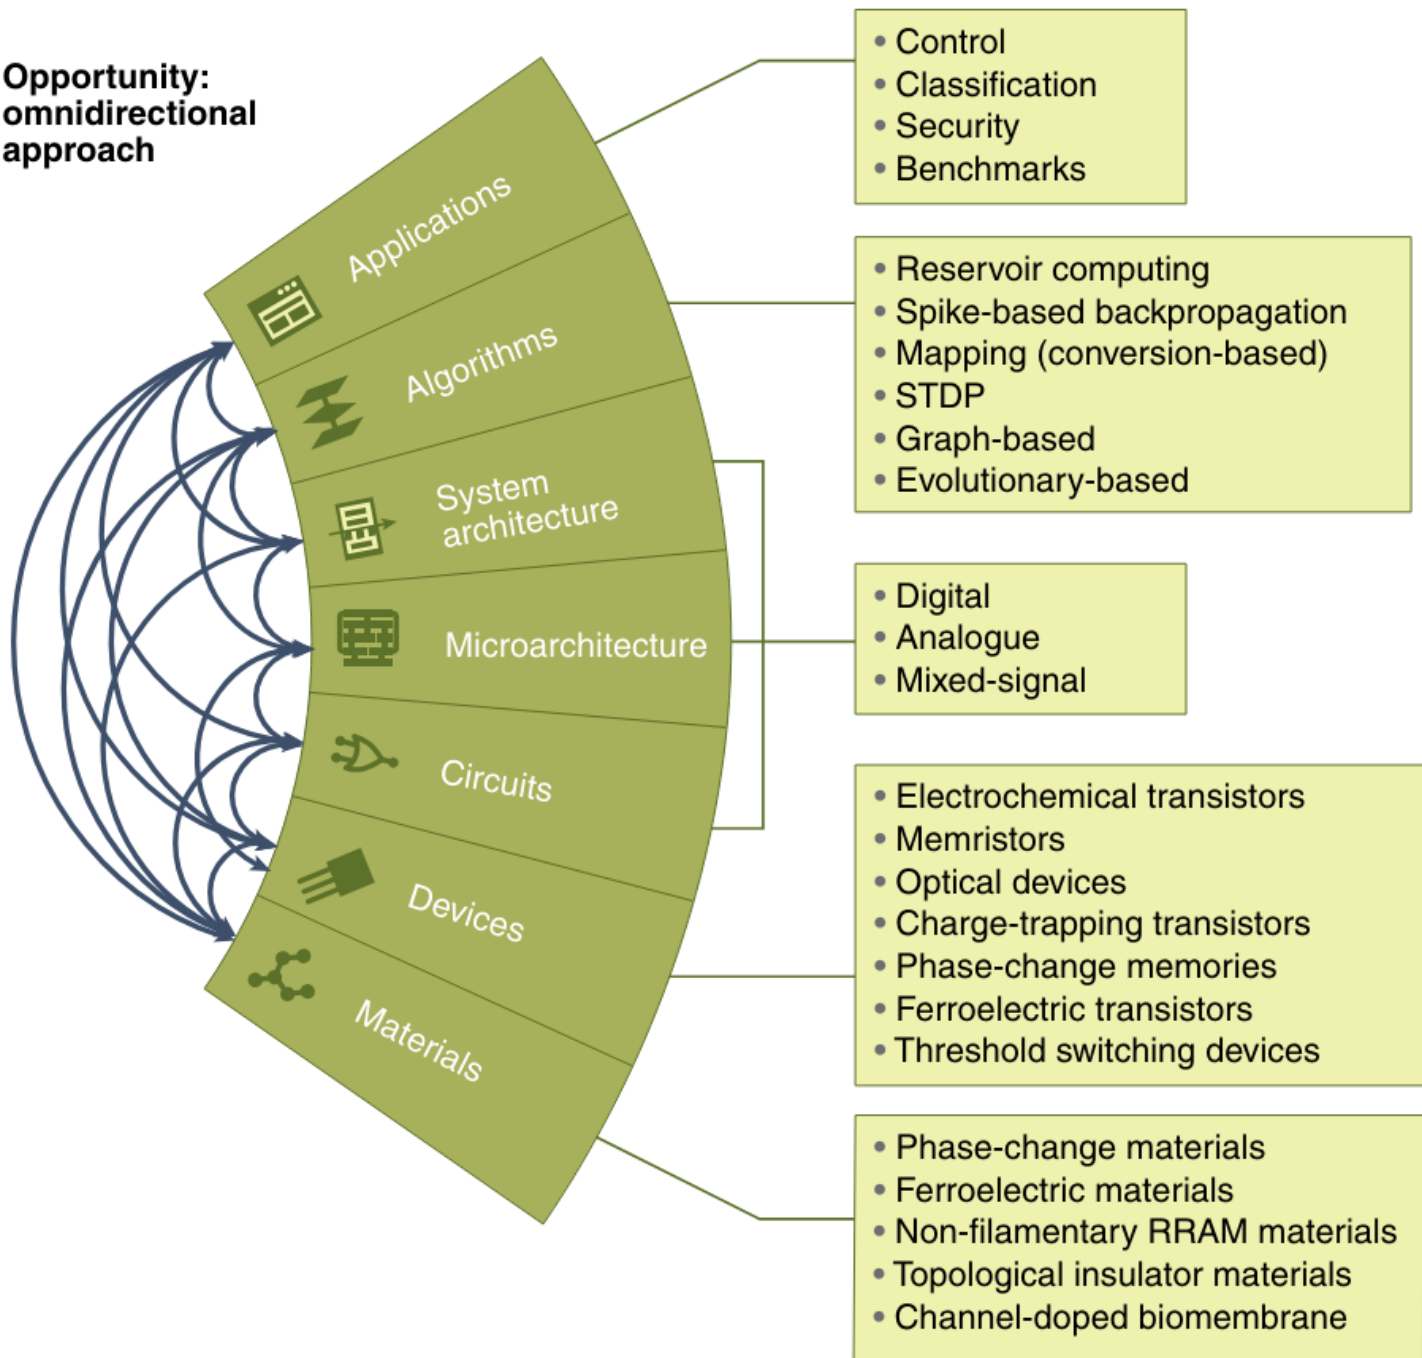 Opportunity:
omnidirectional
approach
Applications
Algorithms
System
architecture
Microarchitecture
Circuits
Devices
Materials
• Control
• Classification
• Security
• Benchmarks
• Reservoir computing
• Spike-based backpropagation
• Mapping (conversion-based)
• STDP
• Graph-based
• Evolutionary-based
• Digital
• Analogue
• Mixed-signal
• Electrochemical transistors
• Memristors
• Optical devices
• Charge-trapping transistors
• Phase-change memories
• Ferroelectric transistors
• Threshold switching devices
• Phase-change materials
• Ferroelectric materials
• Non-filamentary RRAM materials
• Topological insulator materials
• Channel-doped biomembrane